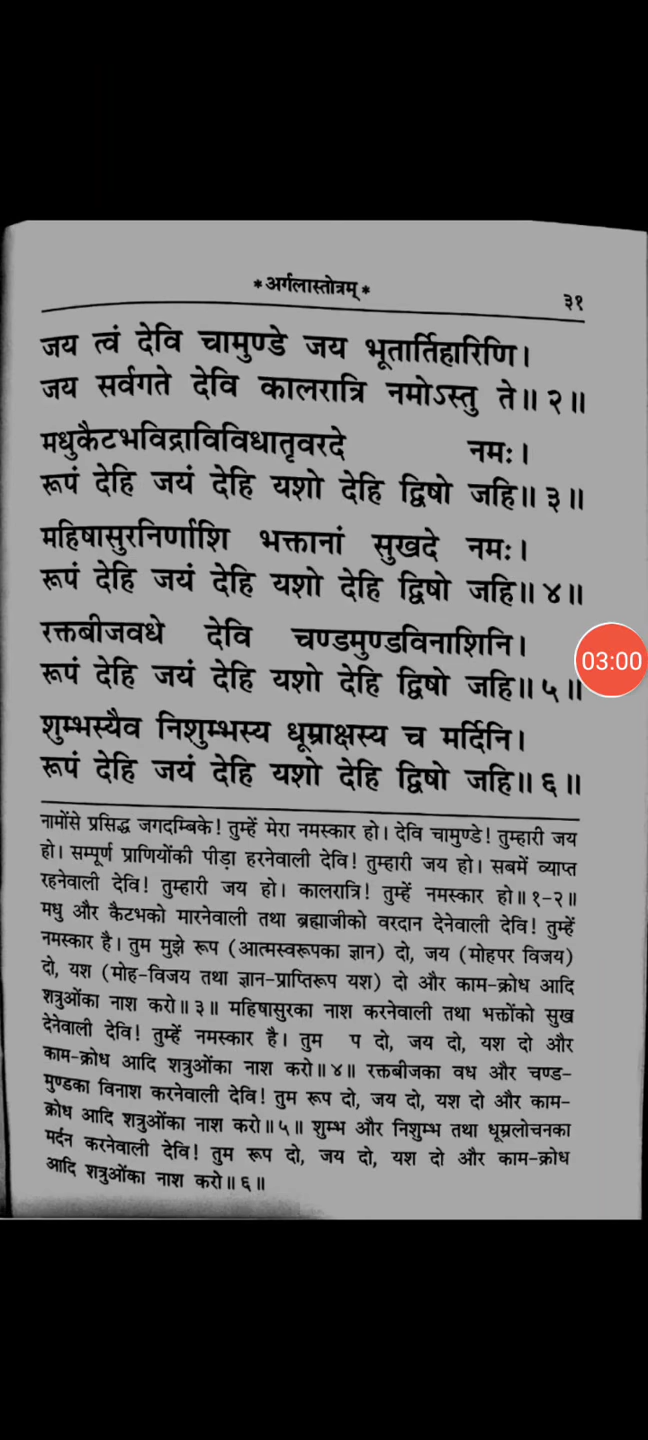 * अर्गलास्तोत्रम् *
३१
जय त्वं देवि चामुण्डे जय भूतार्तिहारिणि।
जय सर्वगते देवि कालरात्रि नमोऽस्तु ते॥ २॥
मधुकैटभविद्राविविधातृवरदे नमः।
रूपं देहि जयं देहि यशो देहि द्विषो जहि॥ ३॥
महिषासुरनिर्णाशि भक्तानां सुखदे नमः।
रूपं देहि जयं देहि यशो देहि द्विषो जहि॥ ४॥
रक्तबीजवधे देवि चण्डमुण्डविनाशिनि।
03:00
रूपं देहि जयं देहि यशो देहि द्विषो जहि॥ ५॥
शुम्भस्यैव निशुम्भस्य धूम्राक्षस्य च मर्दिनि।
रूपं देहि जयं देहि यशो देहि द्विषो जहि॥ ६॥
नामोंसे प्रसिद्ध जगदम्बिके! तुम्हें मेरा नमस्कार हो। देवि चामुण्डे! तुम्हारी जय
हो। सम्पूर्ण प्राणियोंकी पीड़ा हरनेवाली देवि! तुम्हारी जय हो। सबमें व्याप्त
रहनेवाली देवि! तुम्हारी जय हो। कालरात्रि! तुम्हें नमस्कार हो॥ १-२॥
मधु और कैटभको मारनेवाली तथा ब्रह्माजीको वरदान देनेवाली देवि! तुम्हें
नमस्कार है। तुम मुझे रूप (आत्मस्वरूपका ज्ञान) दो, जय (मोहपर विजय)
दो, यश (मोह-विजय तथा ज्ञान-प्राप्तिरूप यश) दो और काम-क्रोध आदि
शत्रुओंका नाश करो॥ ३॥ महिषासुरका नाश करनेवाली तथा भक्तोंको सुख
देनेवाली देवि! तुम्हें नमस्कार है। तुम प दो, जय दो, यश दो और
काम-क्रोध आदि शत्रुओंका नाश करो॥ ४॥ रक्तबीजका वध और चण्ड-
मुण्डका विनाश करनेवाली देवि! तुम रूप दो, जय दो, यश दो और काम-
क्रोध आदि शत्रुओंका नाश करो॥ ५॥ शुम्भ और निशुम्भ तथा धूम्रलोचनका
मर्दन करनेवाली देवि! तुम रूप दो, जय दो, यश दो और काम-क्रोध
आदि शत्रुओंका नाश करो॥ ६॥